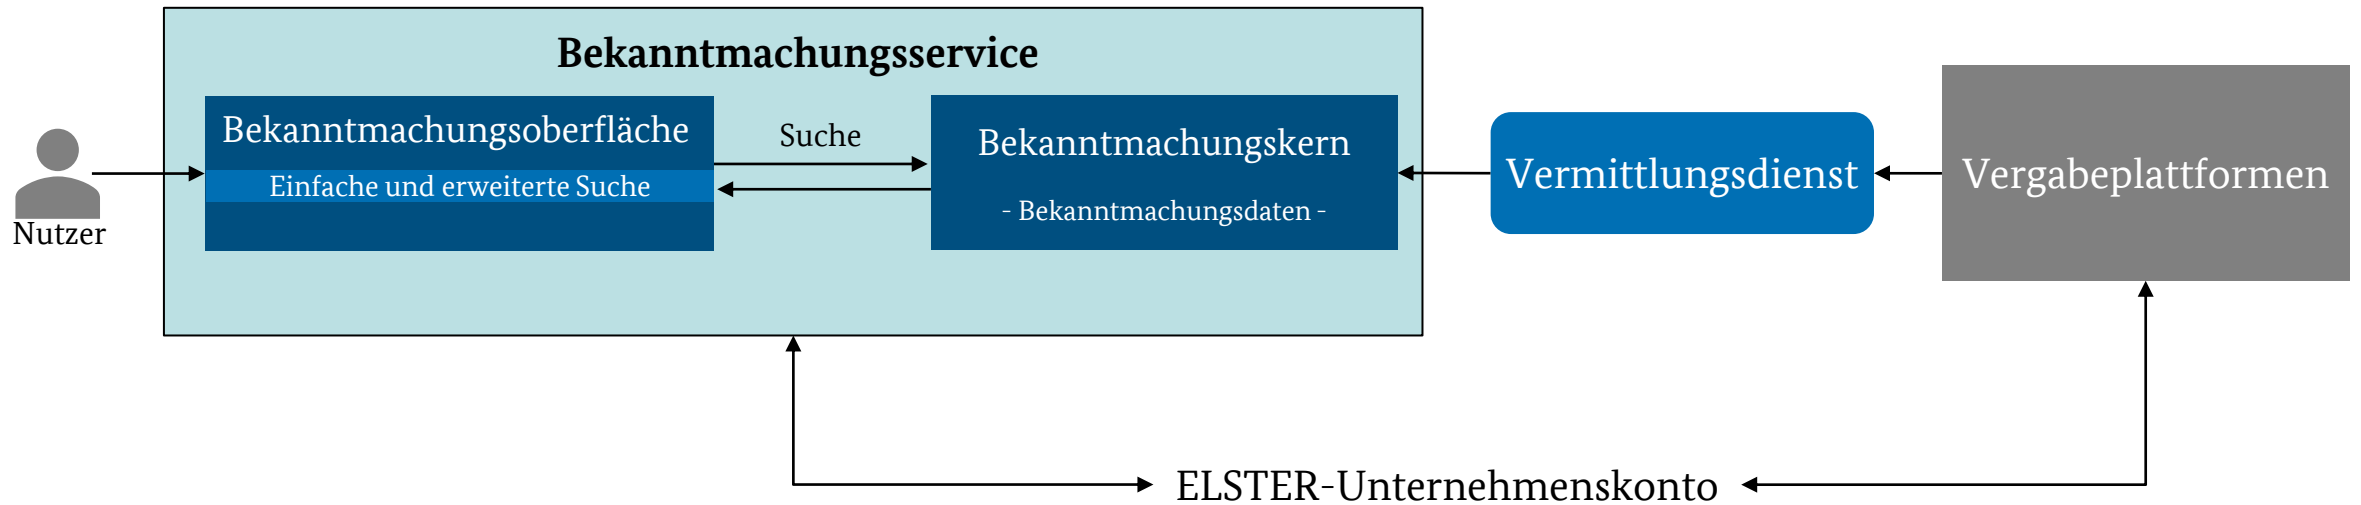 Bekanntmachungsservice
Nutzer
Bekanntmachungsoberfläche
Einfache und erweiterte Suche
Suche
Bekanntmachungskern
- Bekanntmachungsdaten -
Vermittlungsdienst
Vergabeplattformen
ELSTER-Unternehmenskonto